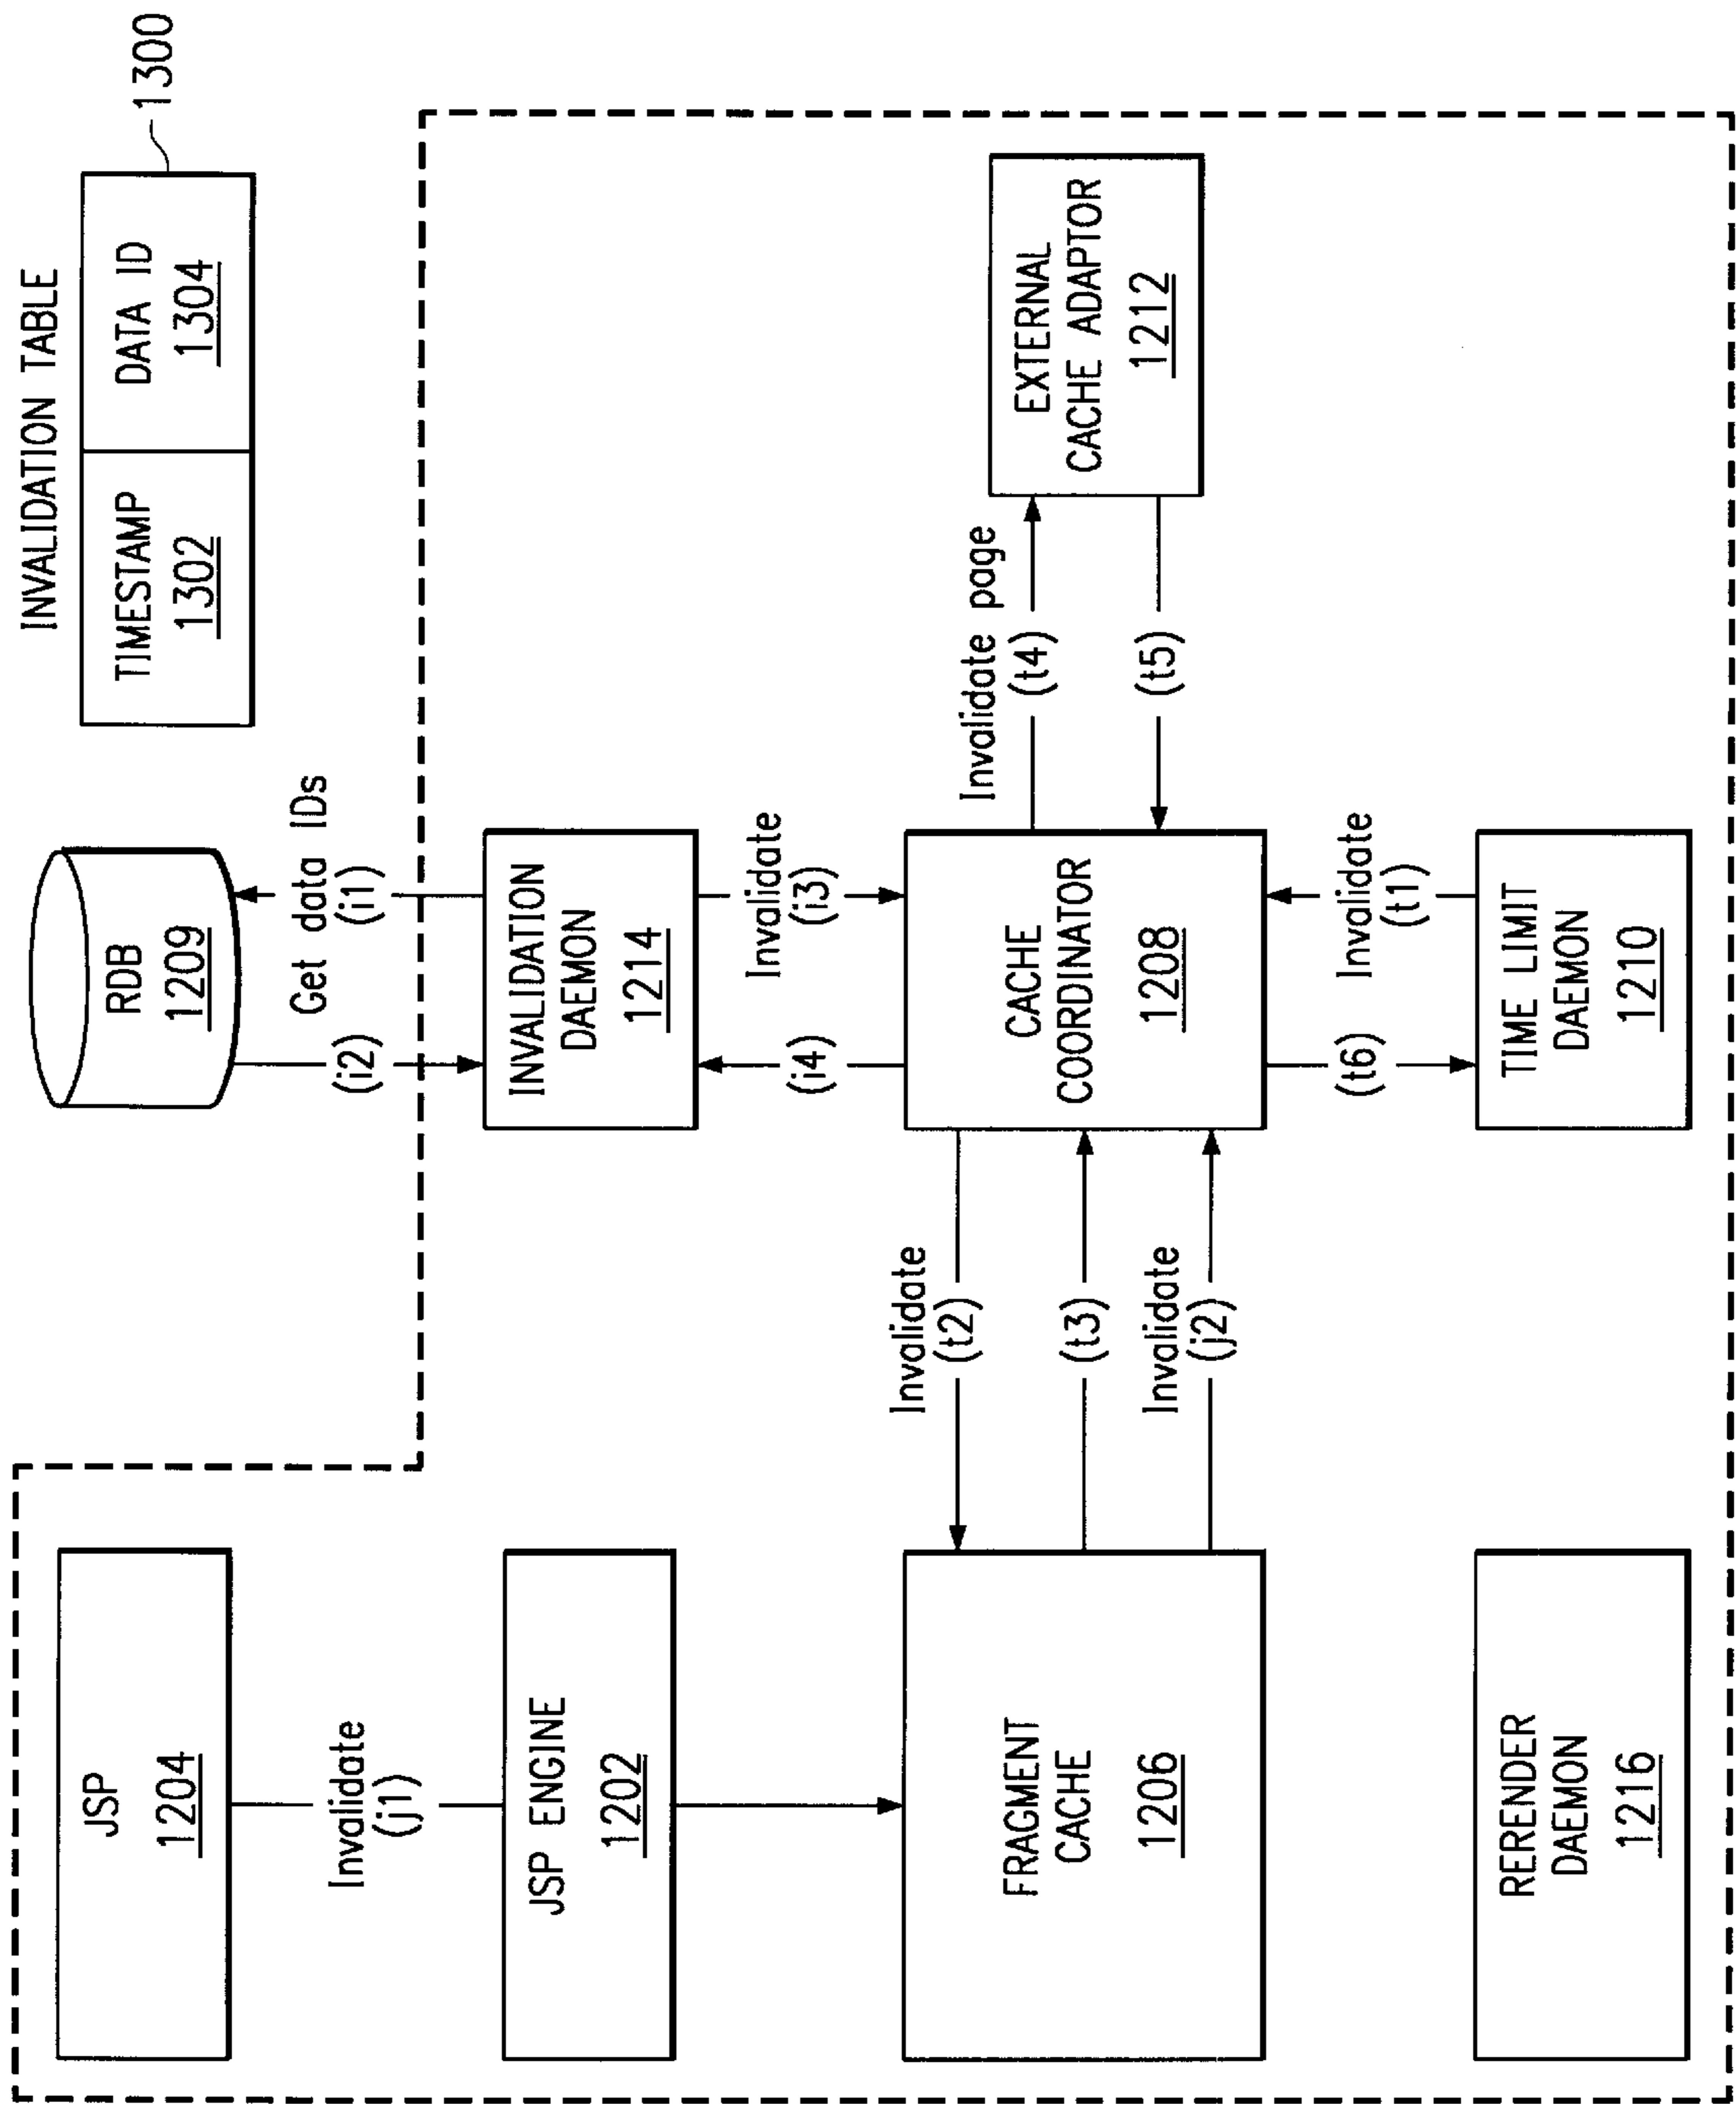 INVALIDATION TABLE
TIMESTAMP
1302
DATA ID
1304
1300
RDB
1209
Get data IDs
(i1)
(i2)
JSP
1204
Invalidate
(j1)
JSP ENGINE
1202
INVALIDATION
DAEMON
1214
Invalidate
(i3)
(i4)
FRAGMENT
CACHE
1206
Invalidate
(t2)
(t3)
Invalidate
(j2)
CACHE
COORDINATOR
1208
Invalidate page
(t4)
(t5)
EXTERNAL
CACHE ADAPTOR
1212
Invalidate
(t1)
(t6)
RERENDER
DAEMON
1216
TIME LIMIT
DAEMON
1210